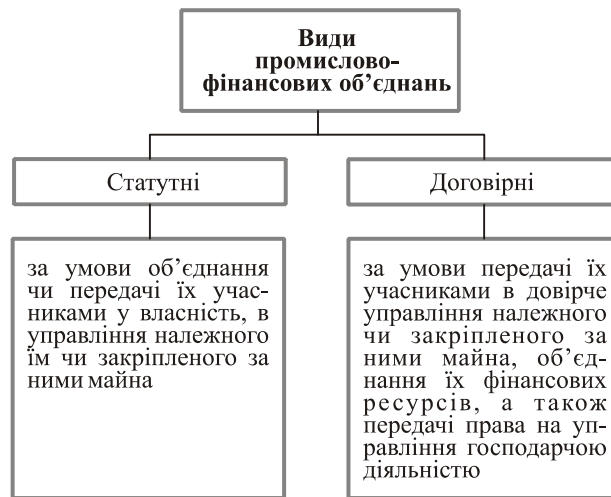 Види
промислово-
фінансових об’єднань
Статутні
Договірні
за умови об’єднання
чи передачі їх учас-
никами у власність, в
управління належного
їм чи закріпленого за
ними майна
за умови передачі їх
учасниками в довірче
управління належного
чи закріпленого за
ними майна, об’єд-
нання їх фінансових
ресурсів, а також
передачі права на уп-
равління господарчою
діяльністю